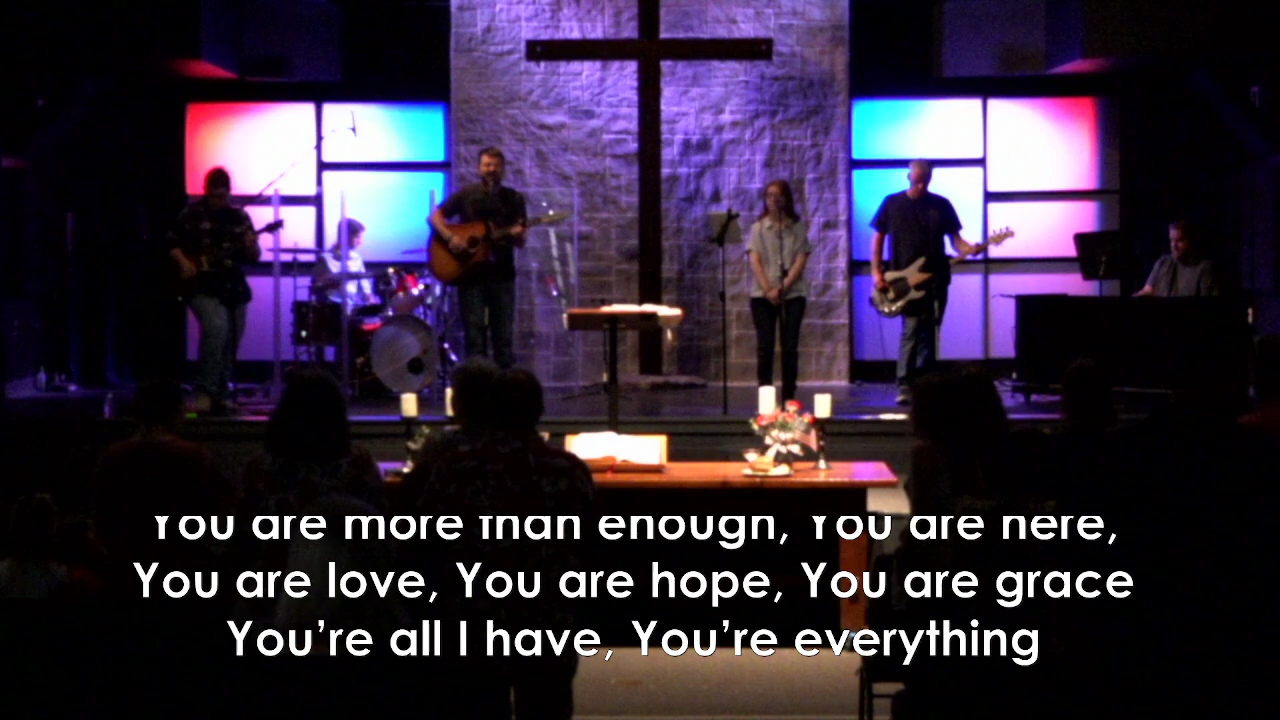 You are more than enough, You are here,
You are love, You are hope, You are grace
You’re all I have, You’re everything